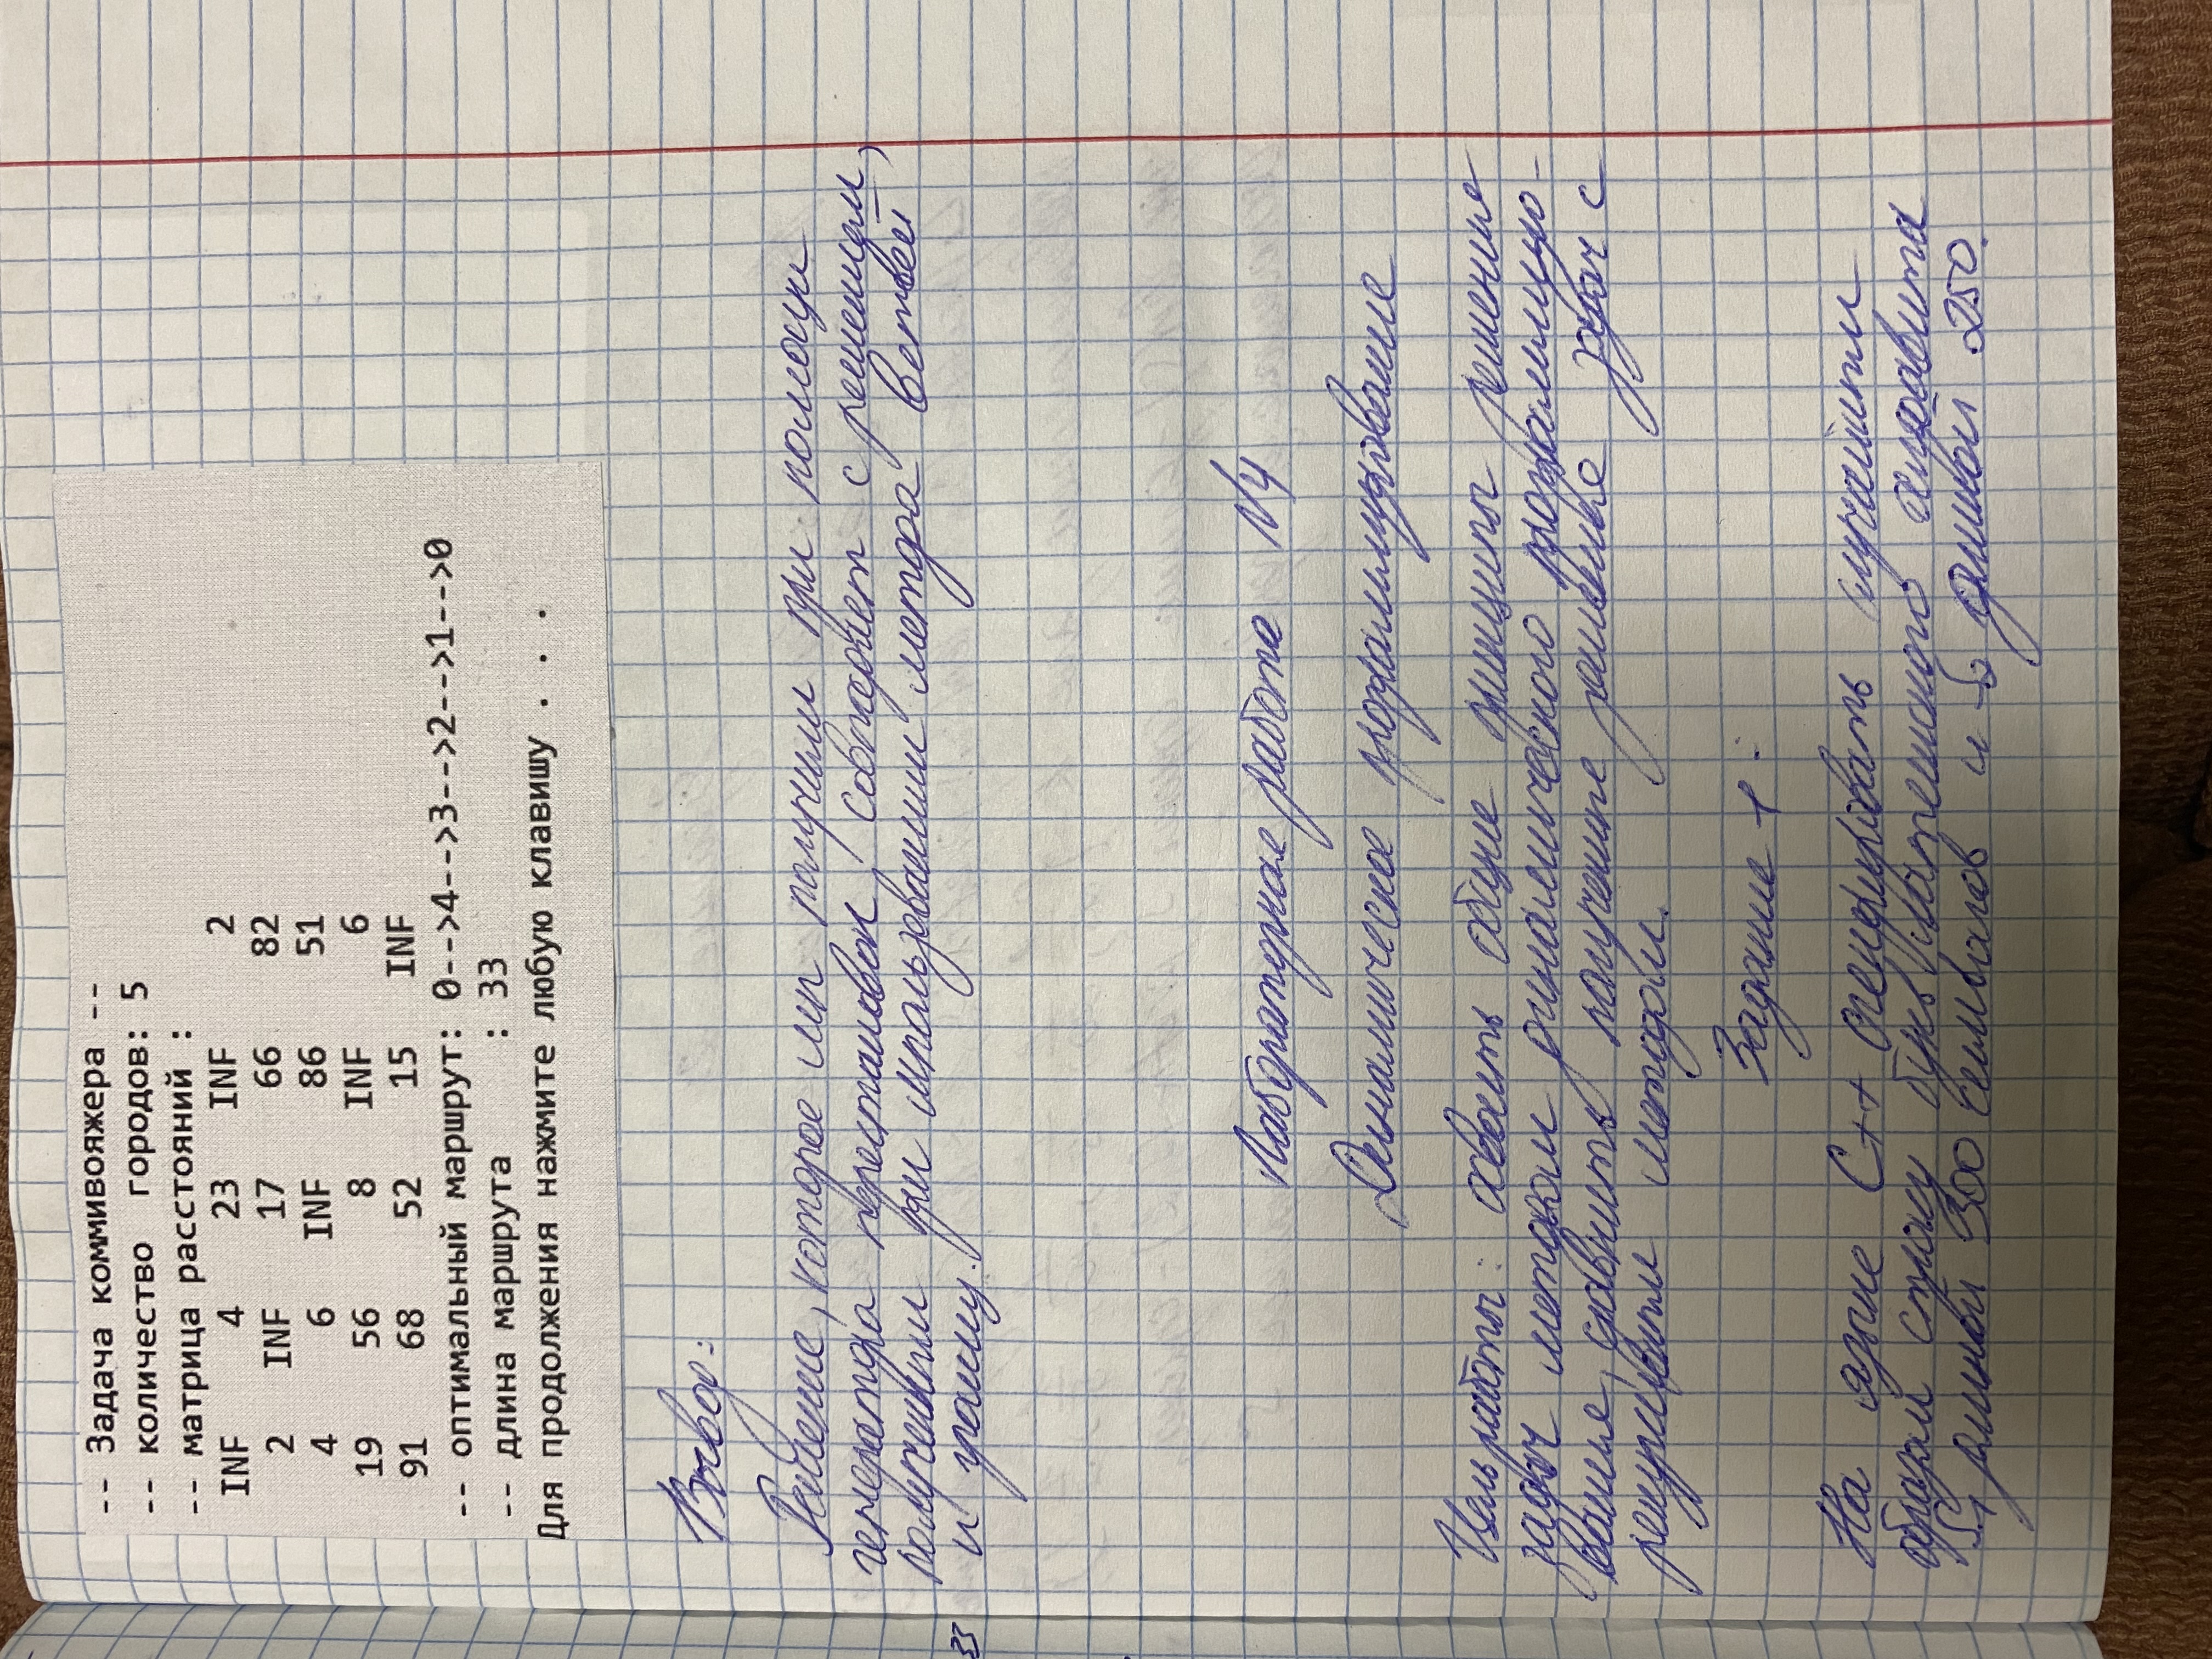 -- Задача коммивояжера --
-- количество городов: 5
-- матрица расстояний :
INF 4 23 INF 2
2 INF 17 66 82
4 6 INF 86 51
19 56 8 INF 6
91 68 52 15 INF
-- оптимальный маршрут: 0-->4-->3-->2-->1-->0
-- длина маршрута : 33
Для продолжения нажмите любую клавишу . . .
Вывод:
Решение, которое мы получили при помощи
генератора перестановок, совпадает с решением,
полученным при использовании метода ветвей
33
и границ.
Лабораторная работа №4
Динамическое программирование
Цель работы: освоить общие принципы решения
задач методом динамического программиро-
вания, сравнить полученные решения задач с
рекурсивным методом.
Задание 1:
На языке C++ сгенерировать случайным
образом строку букв латинского алфавита
S1 длиной 300 символов и S2 длиной 250.